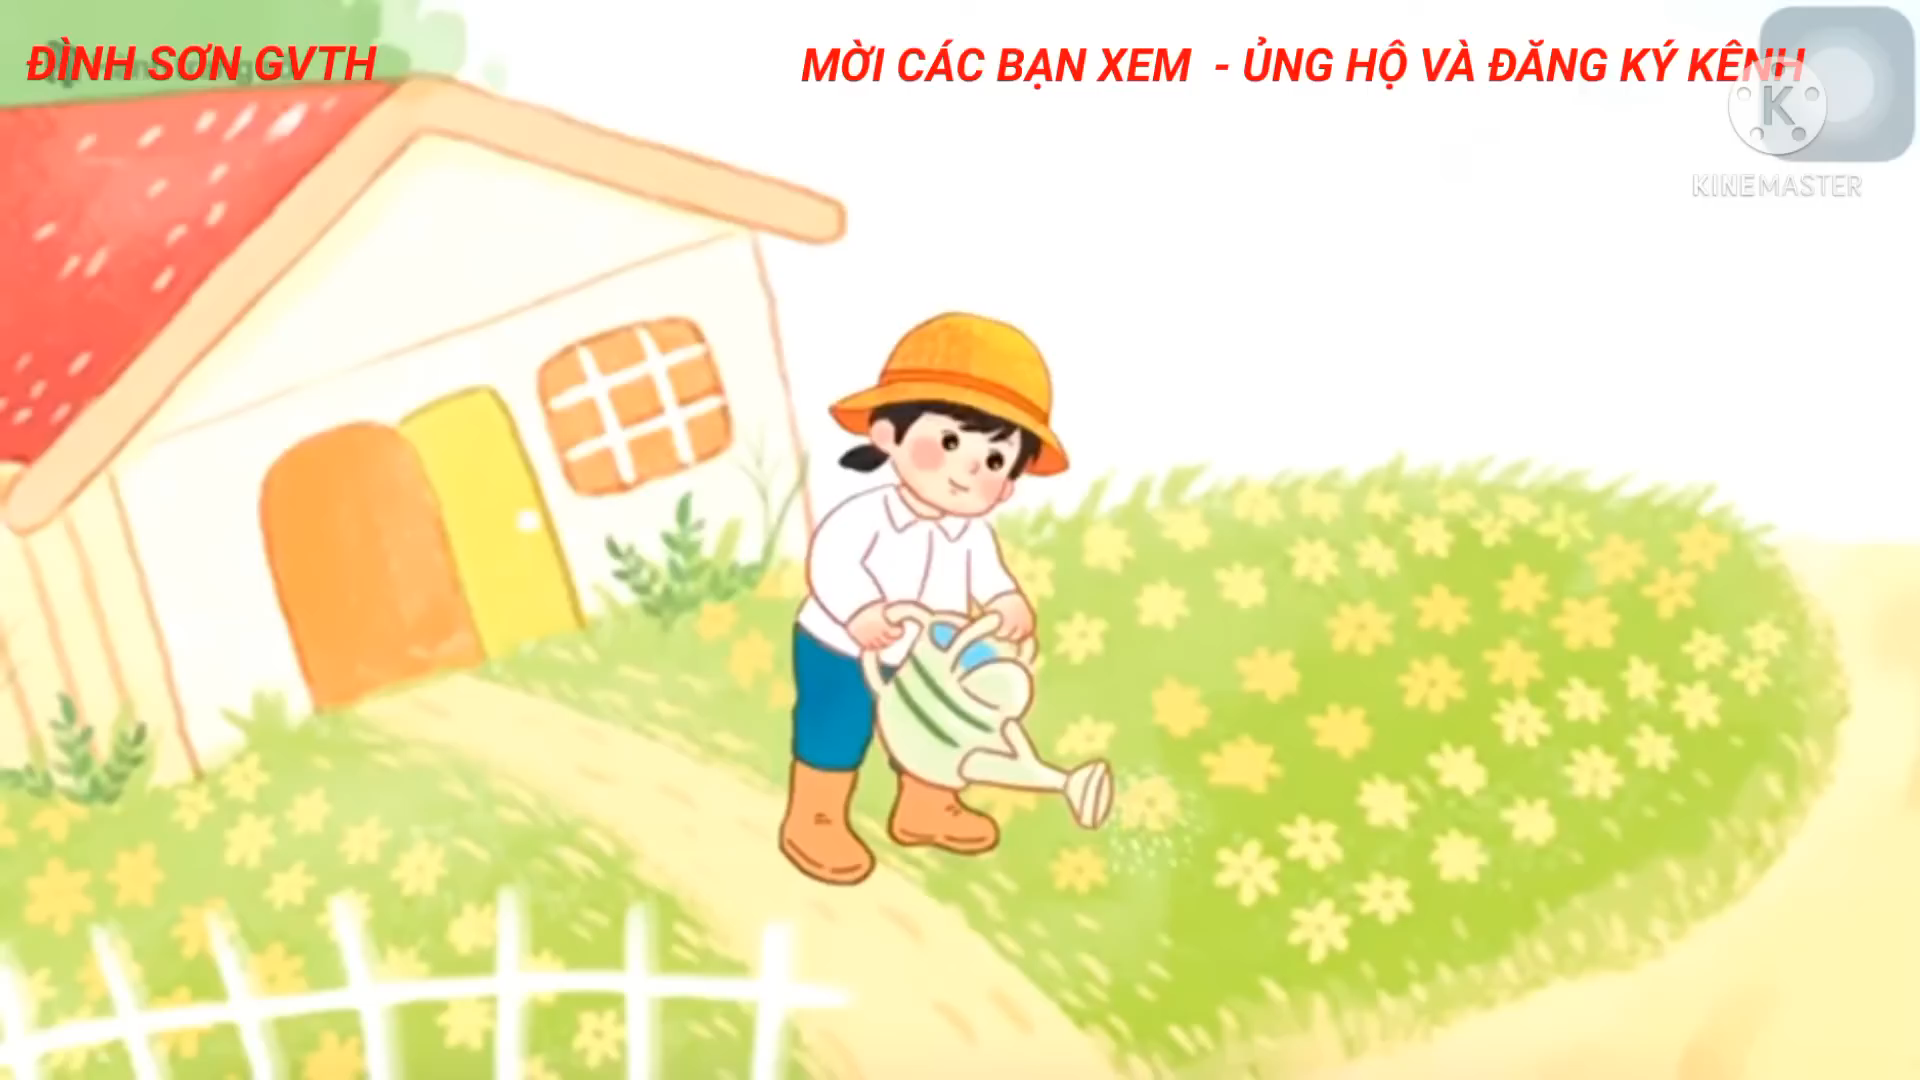 ĐÌNH SƠN GVTH
MỜI CÁC BẠN XEM - ỦNG HỘ VÀ ĐĂNG KÝ KÊNH
K
KINEMASTER